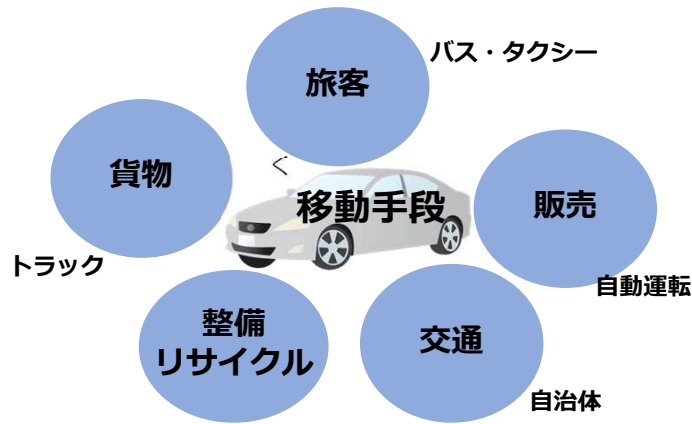 旅客
バス・タクシー
貨物
く
移動手段
販売
トラック
自動運転
整備
リサイクル
交通
自治体